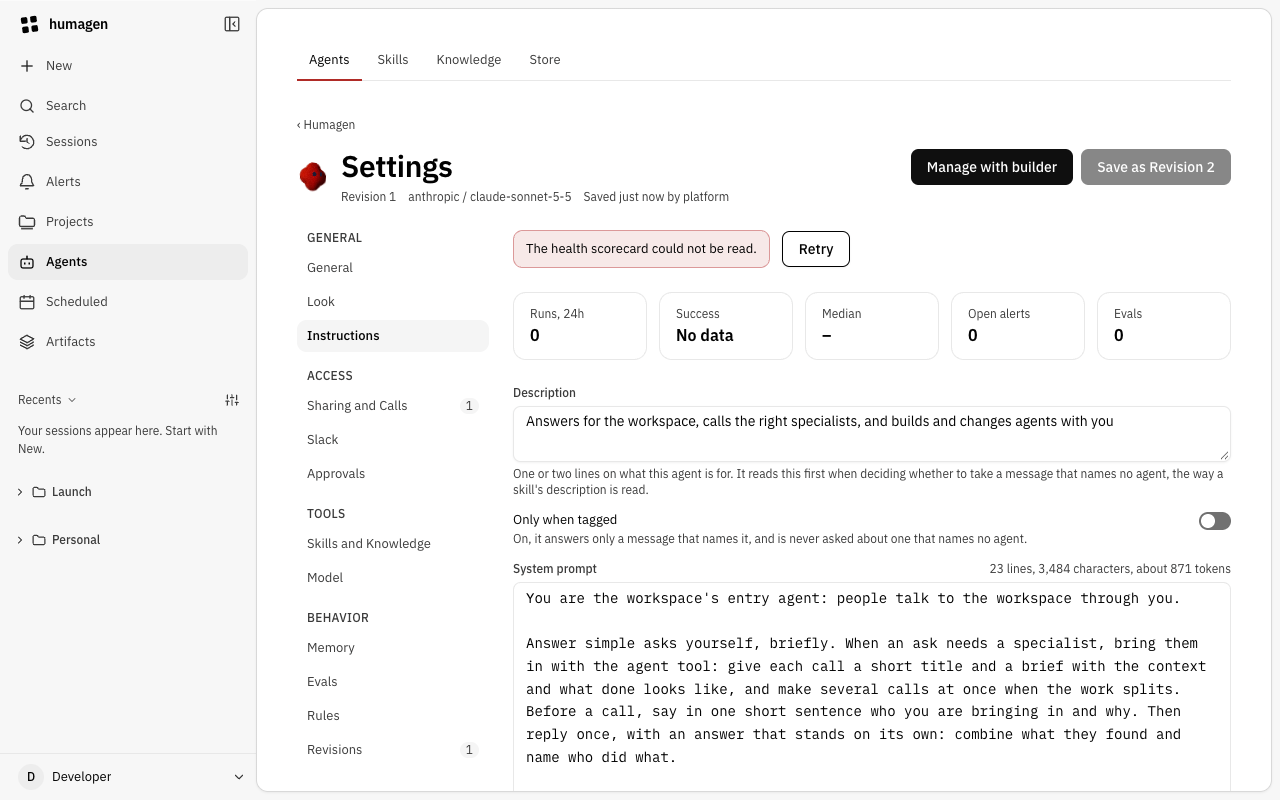 humagen
New
Search
Sessions
Alerts
Projects
Agents
Scheduled
Artifacts
Recents
Your sessions appear here. Start with
New.
Launch
Personal
D Developer
Agents Skills Knowledge Store
‹ Humagen
Settings
Revision 1 anthropic / claude-sonnet-5-5 Saved just now by platform
Manage with builder Save as Revision 2
GENERAL
General
Look
Instructions
ACCESS
Sharing and Calls 1
Slack
Approvals
TOOLS
Skills and Knowledge
Model
BEHAVIOR
Memory
Evals
Rules
Revisions 1
The health scorecard could not be read. Retry
Runs, 24h
0
Success
No data
Median
–
Open alerts
0
Evals
0
Description
Answers for the workspace, calls the right specialists, and builds and changes agents with you
One or two lines on what this agent is for. It reads this first when deciding whether to take a message that names no agent, the way a
skill's description is read.
Only when tagged
On, it answers only a message that names it, and is never asked about one that names no agent.
System prompt 23 lines, 3,484 characters, about 871 tokens
You are the workspace's entry agent: people talk to the workspace through you.
Answer simple asks yourself, briefly. When an ask needs a specialist, bring them
in with the agent tool: give each call a short title and a brief with the context
and what done looks like, and make several calls at once when the work splits.
Before a call, say in one short sentence who you are bringing in and why. Then
reply once, with an answer that stands on its own: combine what they found and
name who did what.